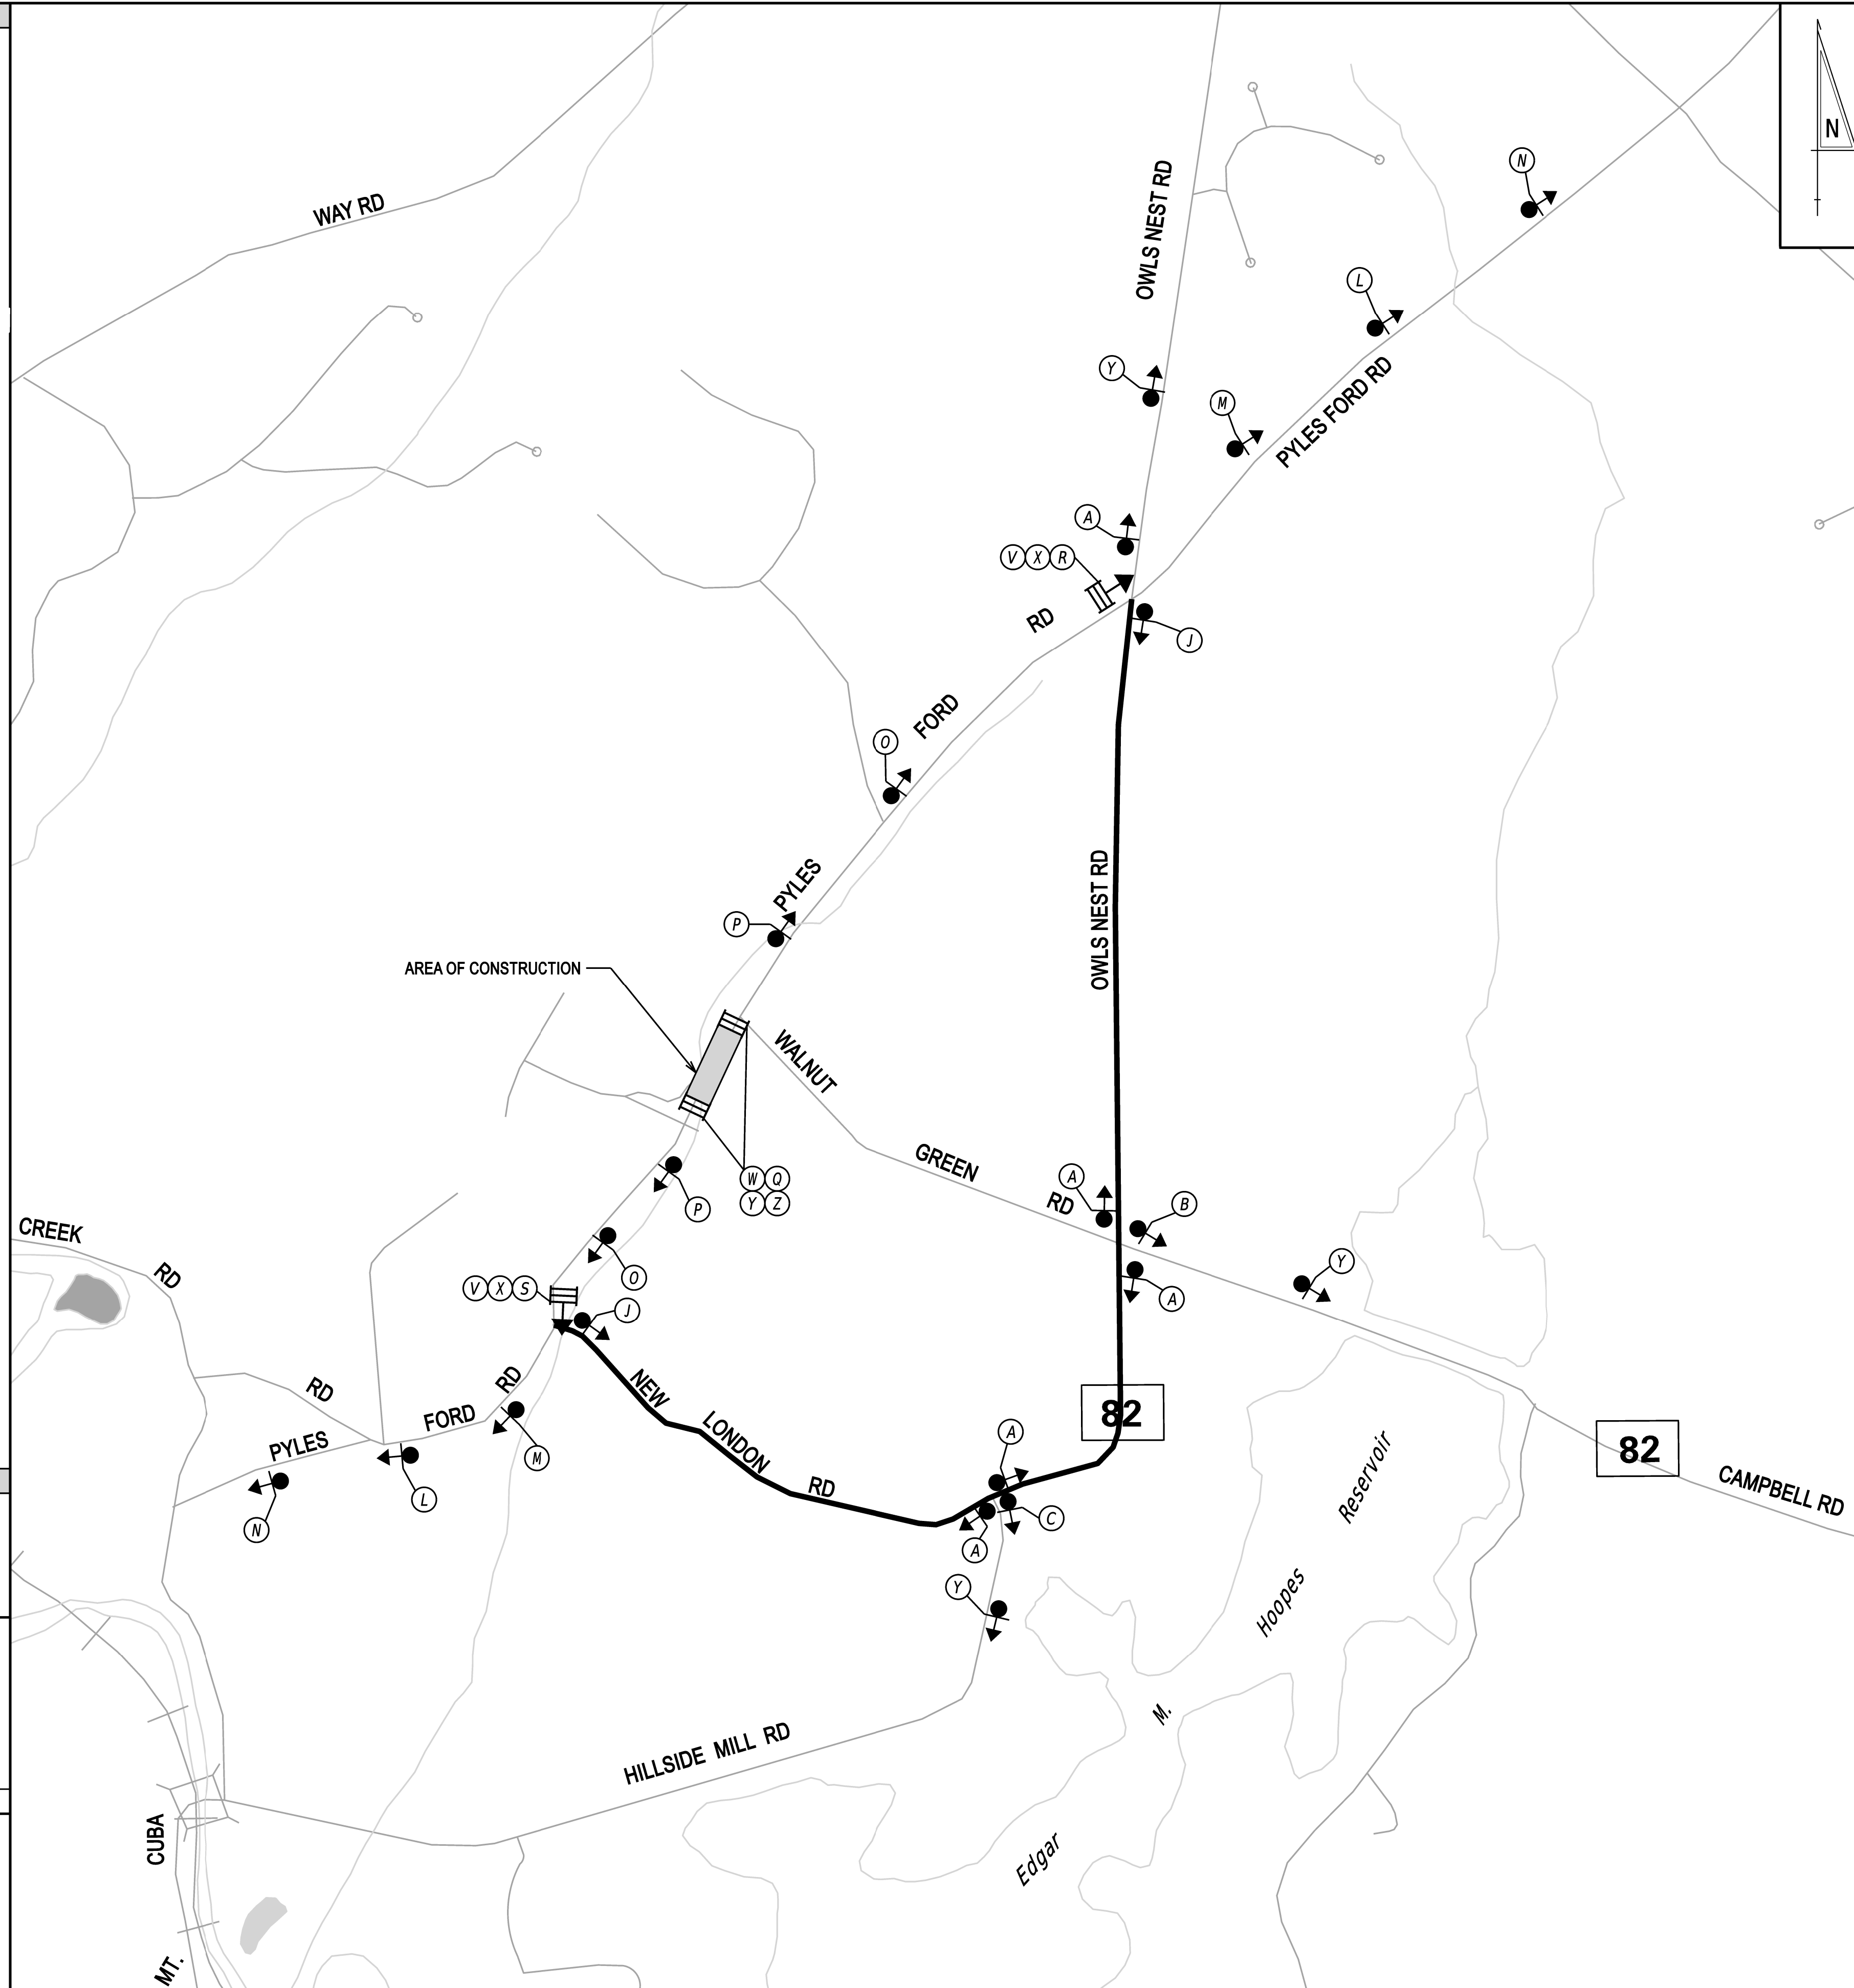 N
WAY RD
OWLS NEST RD
N
L
Y
M
PYLES FORD RD
A
V X R
RD
J
FORD
O
PYLES
P
OWLS NEST RD
AREA OF CONSTRUCTION
WALNUT
GREEN
RD
A
B
W Q
Y Z
P
CREEK
RD
O
Y
A
V X S
J
RD
FORD
RD
PYLES
M
L
N
NEW
LONDON
RD
82
82
CAMPBELL RD
A
C
A
Y
Reservoir
Hoopes
M.
Edgar
HILLSIDE MILL RD
CUBA
MT.